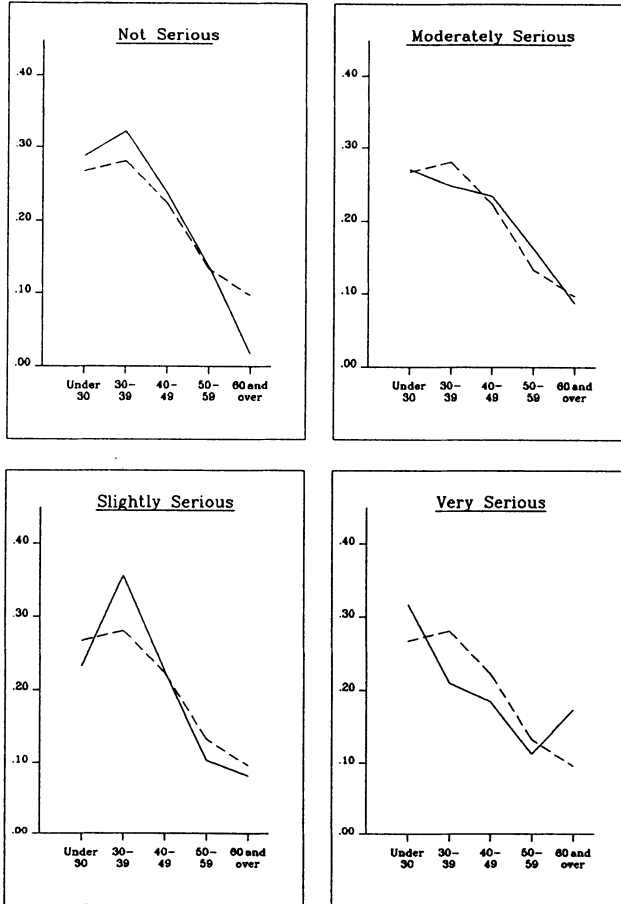 Not Serious
.40
.30
.20
.10
.00
Under 30- 40- 50- 60 and
30 39 49 59 over
Moderately Serious
.40
.30
.20
.10
.00
Under 30- 40- 50- 60 and
30 39 49 59 over
Slightly Serious
.40
.30
.20
.10
.00
Under 30- 40- 50- 60 and
30 39 49 59 over
Very Serious
.40
.30
.20
.10
.00
Under 30- 40- 50- 60 and
30 39 49 59 over